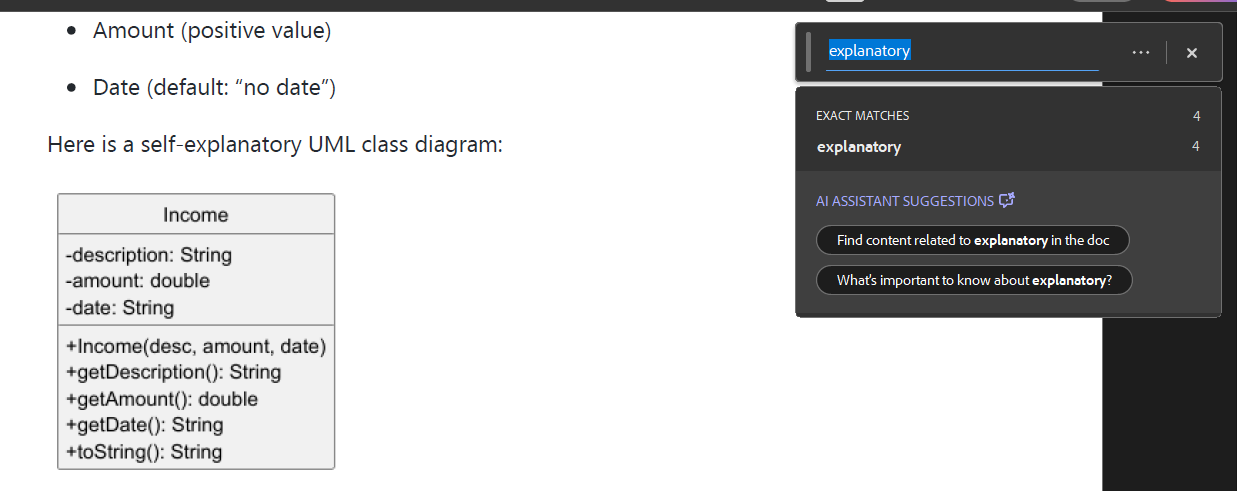 • Amount (positive value)
• Date (default: “no date”)
Here is a self-explanatory UML class diagram:
Income
-description: String
-amount: double
-date: String
+Income(desc, amount, date)
+getDescription(): String
+getAmount(): double
+getDate(): String
+toString(): String
explanatory
EXACT MATCHES 4
explanatory 4
AI ASSISTANT SUGGESTIONS
Find content related to explanatory in the doc
What's important to know about explanatory?